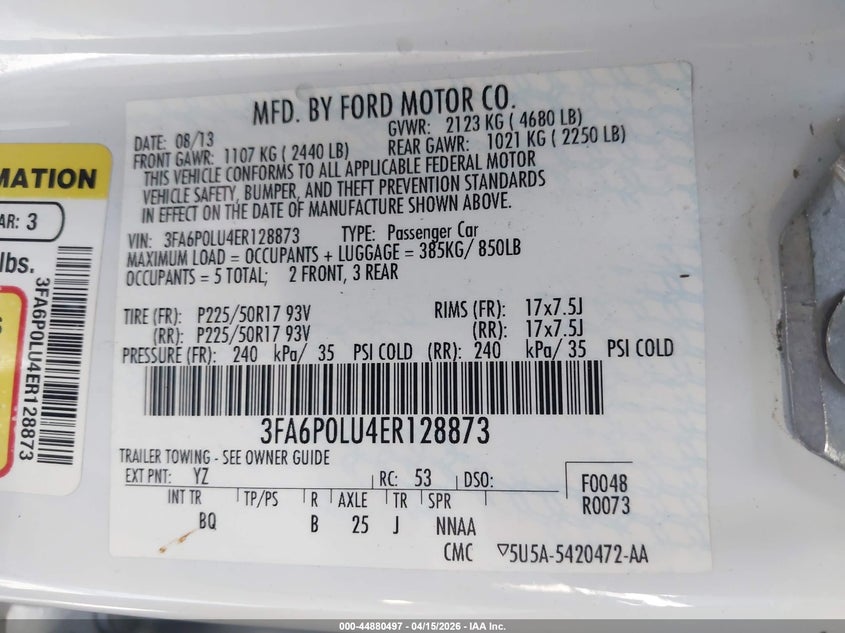 MFD. BY FORD MOTOR CO.
DATE: 08/13 GVWR: 2123 KG ( 4680 LB)
FRONT GAWR: 1107 KG ( 2440 LB) REAR GAWR: 1021 KG ( 2250 LB)
THIS VEHICLE CONFORMS TO ALL APPLICABLE FEDERAL MOTOR
VEHICLE SAFETY, BUMPER, AND THEFT PREVENTION STANDARDS
IN EFFECT ON THE DATE OF MANUFACTURE SHOWN ABOVE.
VIN: 3FA6P0LU4ER128873 TYPE: Passenger Car
MAXIMUM LOAD = OCCUPANTS + LUGGAGE = 385KG/ 850LB
OCCUPANTS = 5 TOTAL; 2 FRONT, 3 REAR
TIRE (FR): P225/50R17 93V RIMS (FR): 17x7.5J
(RR): P225/50R17 93V (RR): 17x7.5J
PRESSURE (FR): 240 kPa/ 35 PSI COLD (RR): 240 kPa/ 35 PSI COLD
3FA6P0LU4ER128873
TRAILER TOWING - SEE OWNER GUIDE
EXT PNT: YZ RC: 53 DSO: F0048
INT TR TP/PS R AXLE TR SPR R0073
BQ B 25 J NNAA
CMC ▽5U5A-5420472-AA
MATION
AR: 3
lbs.
3FA6P0LU4ER128873
000-44880497 - 04/15/2026 - IAA Inc.